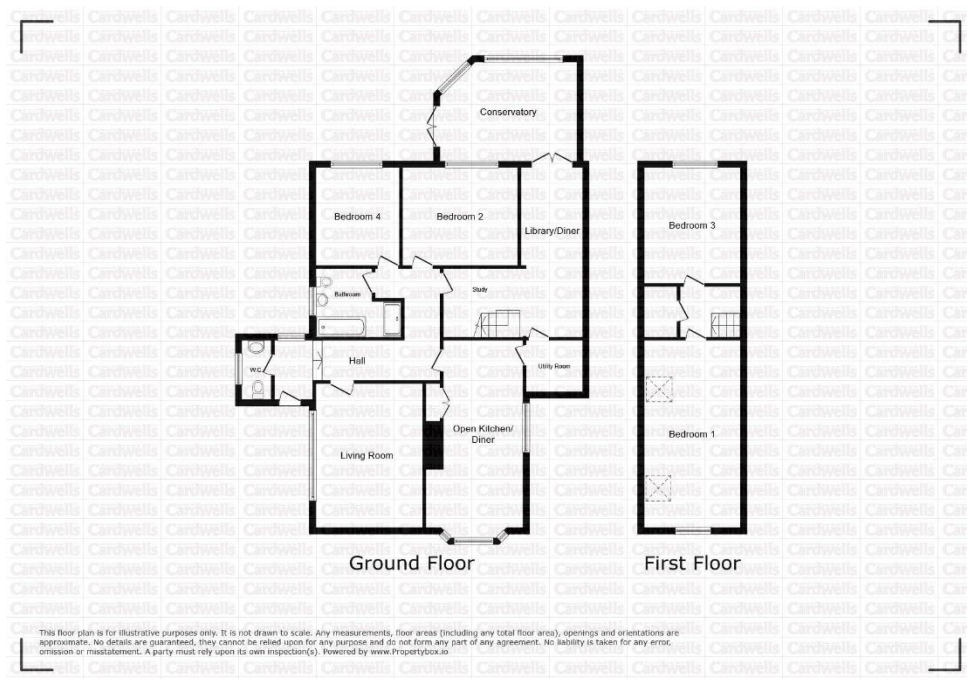 Conservatory
Bedroom 4
Bedroom 2
Library/Diner
Bedroom 3
Bathroom
Study
W.C
Hall
Utility Room
Open Kitchen/
Diner
Living Room
Bedroom 1
Ground Floor
First Floor
This floor plan is for illustrative purposes only. It is not drawn to scale. Any measurements, floor areas (including any total floor area), openings and orientations are
approximate. No details are guaranteed, they cannot be relied upon for any purpose and do not form any part of any agreement. No liability is taken for any error,
omission or misstatement. A party must rely upon its own inspection(s). Powered by www.Propertybox.io
Cardwells